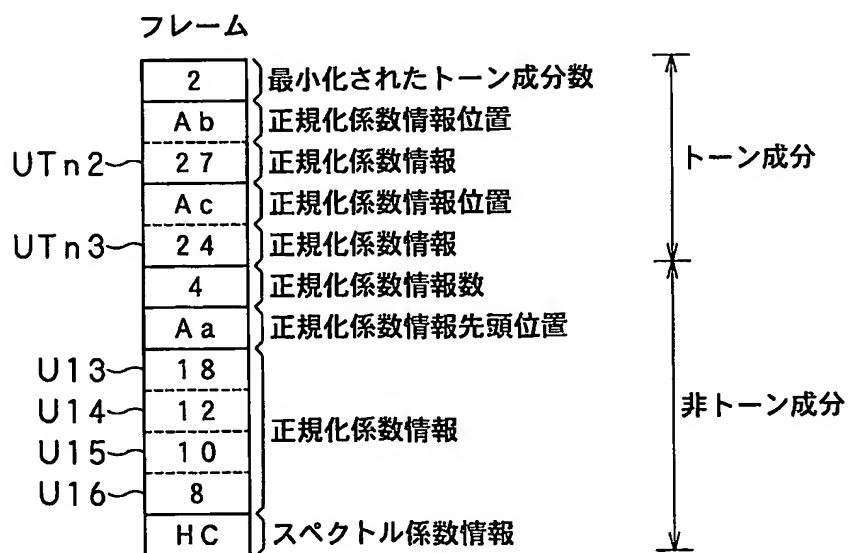 フレーム
2 最小化されたトーン成分数
Ab 正規化係数情報位置
UTn2 27 正規化係数情報
トーン成分
Ac 正規化係数情報位置
UTn3 24 正規化係数情報
4 正規化係数情報数
Aa 正規化係数情報先頭位置
U13 18
U14 12
正規化係数情報
非トーン成分
U15 10
U16 8
HC スペクトル係数情報